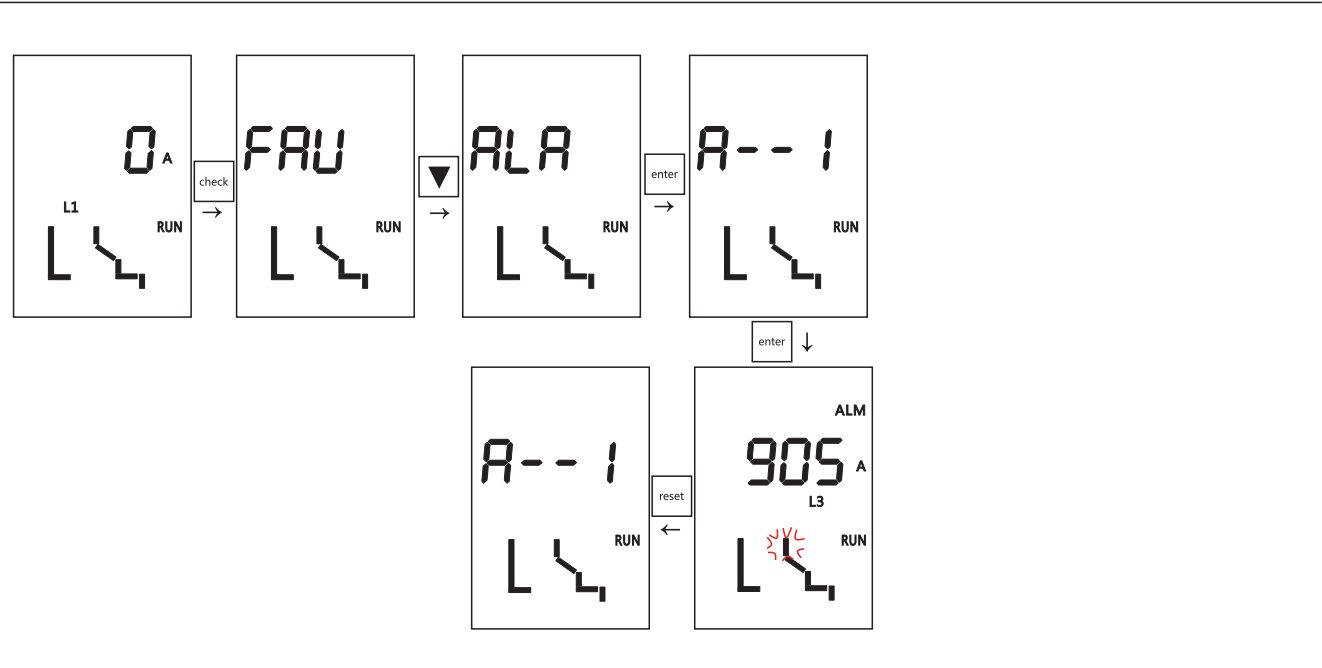 0 A
L1
RUN
check
→
FAU
RUN
▼
→
ALA
RUN
enter
→
A--1
RUN
enter ↓
ALM
905 A
L3
RUN
reset
←
A--1
RUN